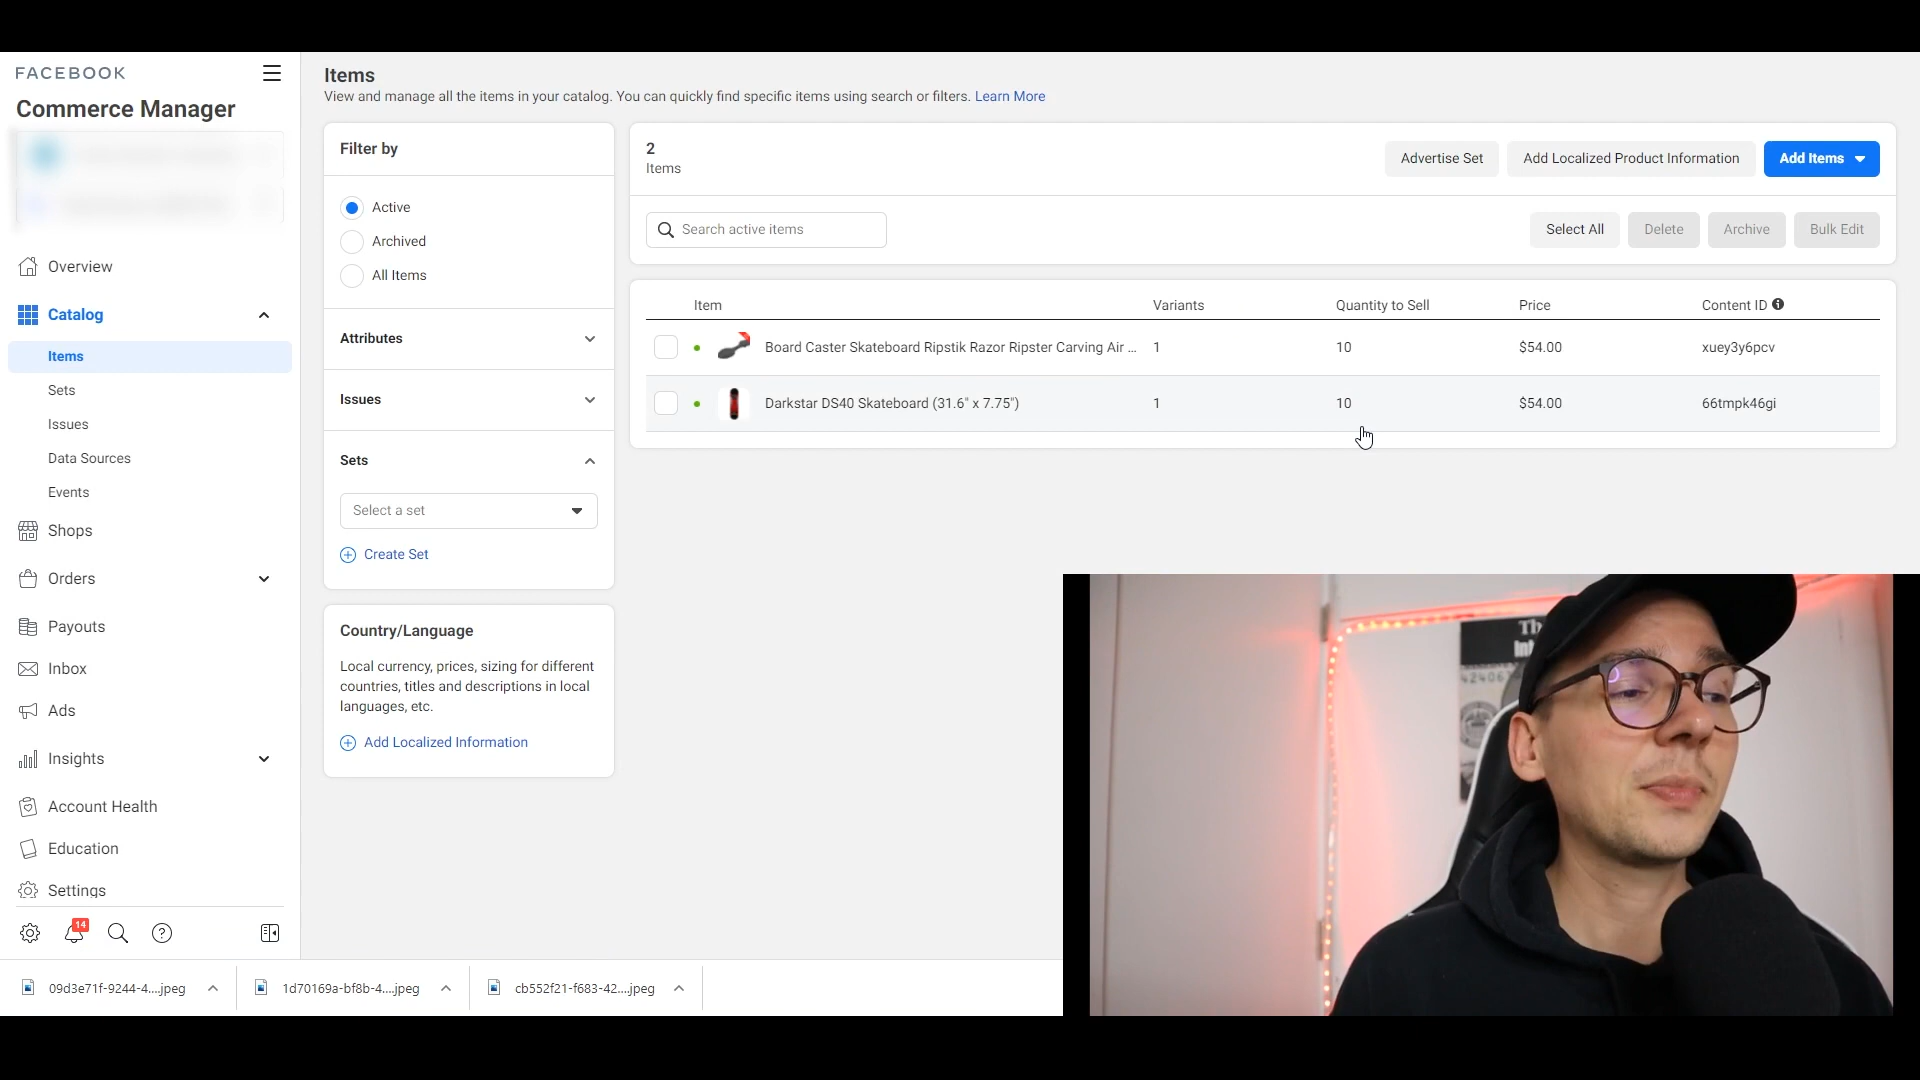 FACEBOOK
Commerce Manager
Overview
Catalog
Items
Sets
Issues
Data Sources
Events
Shops
Orders
Payouts
Inbox
Ads
Insights
Account Health
Education
Settings
14
Items
View and manage all the items in your catalog. You can quickly find specific items using search or filters. Learn More
Filter by
Active
Archived
All Items
Attributes
Issues
Sets
Select a set
Create Set
Country/Language
Local currency, prices, sizing for different
countries, titles and descriptions in local
languages, etc.
Add Localized Information
2
Items
Advertise Set
Add Localized Product Information
Add Items
Search active items
Select All
Delete
Archive
Bulk Edit
Item Variants Quantity to Sell Price Content ID
Board Caster Skateboard Ripstik Razor Ripster Carving Air ... 1 10 $54.00 xuey3y6pcv
Darkstar DS40 Skateboard (31.6" x 7.75") 1 10 $54.00 66tmpk46gi
09d3e71f-9244-4....jpeg
1d70169a-bf8b-4....jpeg
cb552f21-f683-42....jpeg